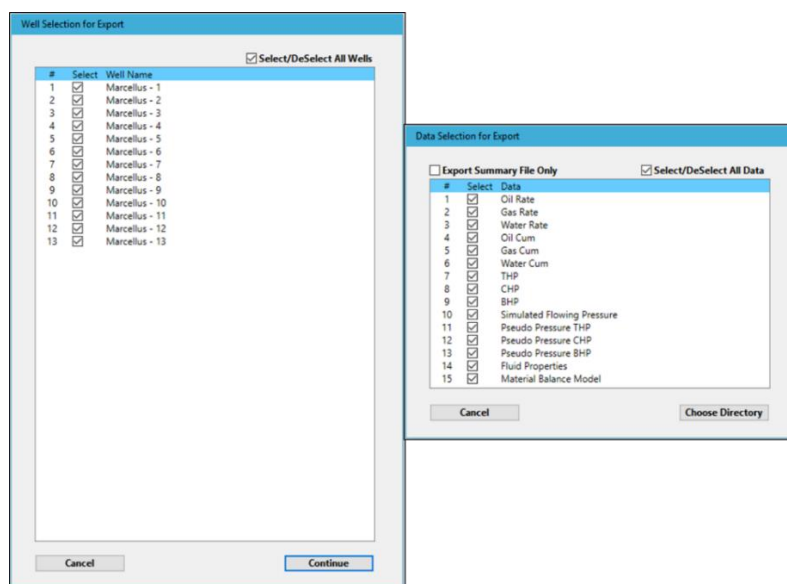 Well Selection for Export
Select/DeSelect All Wells
# Select Well Name
1 Marcellus - 1
2 Marcellus - 2
3 Marcellus - 3
4 Marcellus - 4
5 Marcellus - 5
6 Marcellus - 6
7 Marcellus - 7
8 Marcellus - 8
9 Marcellus - 9
10 Marcellus - 10
11 Marcellus - 11
12 Marcellus - 12
13 Marcellus - 13
Cancel Continue
Data Selection for Export
Export Summary File Only Select/DeSelect All Data
# Select Data
1 Oil Rate
2 Gas Rate
3 Water Rate
4 Oil Cum
5 Gas Cum
6 Water Cum
7 THP
8 CHP
9 BHP
10 Simulated Flowing Pressure
11 Pseudo Pressure THP
12 Pseudo Pressure CHP
13 Pseudo Pressure BHP
14 Fluid Properties
15 Material Balance Model
Cancel Choose Directory